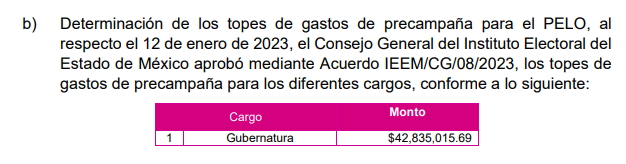 b) Determinación de los topes de gastos de precampaña para el PELO, al
respecto el 12 de enero de 2023, el Consejo General del Instituto Electoral del
Estado de México aprobó mediante Acuerdo IEEM/CG/08/2023, los topes de
gastos de precampaña para los diferentes cargos, conforme a lo siguiente:
Cargo Monto
1 Gubernatura $42,835,015.69